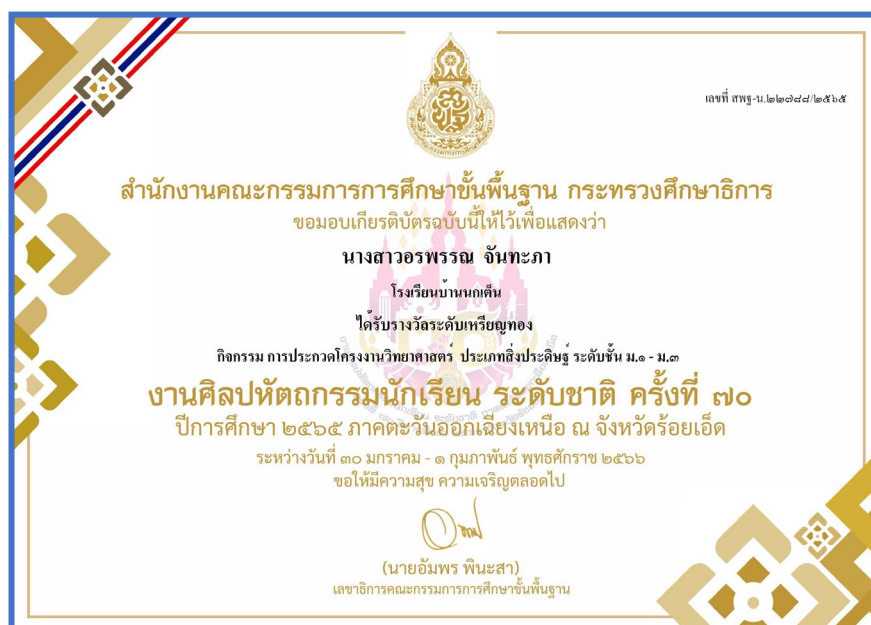 เลขที่ สพฐ-น.๒๒๗๘๘/๒๕๖๕
สำนักงานคณะกรรมการการศึกษาขั้นพื้นฐาน กระทรวงศึกษาธิการ
ขอมอบเกียรติบัตรฉบับนี้ให้ไว้เพื่อแสดงว่า
นางสาวอรพรรณ จันทะภา
โรงเรียนบ้านนกเต็น
ได้รับรางวัลระดับเหรียญทอง
กิจกรรม การประกวดโครงงานวิทยาศาสตร์ ประเภทสิ่งประดิษฐ์ ระดับชั้น ม.๑ - ม.๓
งานศิลปหัตถกรรมนักเรียน ระดับชาติ ครั้งที่ ๗๐
ปีการศึกษา ๒๕๖๕ ภาคตะวันออกเฉียงเหนือ ณ จังหวัดร้อยเอ็ด
ระหว่างวันที่ ๓๐ มกราคม - ๑ กุมภาพันธ์ พุทธศักราช ๒๕๖๖
ขอให้มีความสุข ความเจริญตลอดไป
(นายอัมพร พินะสา)
เลขาธิการคณะกรรมการการศึกษาขั้นพื้นฐาน